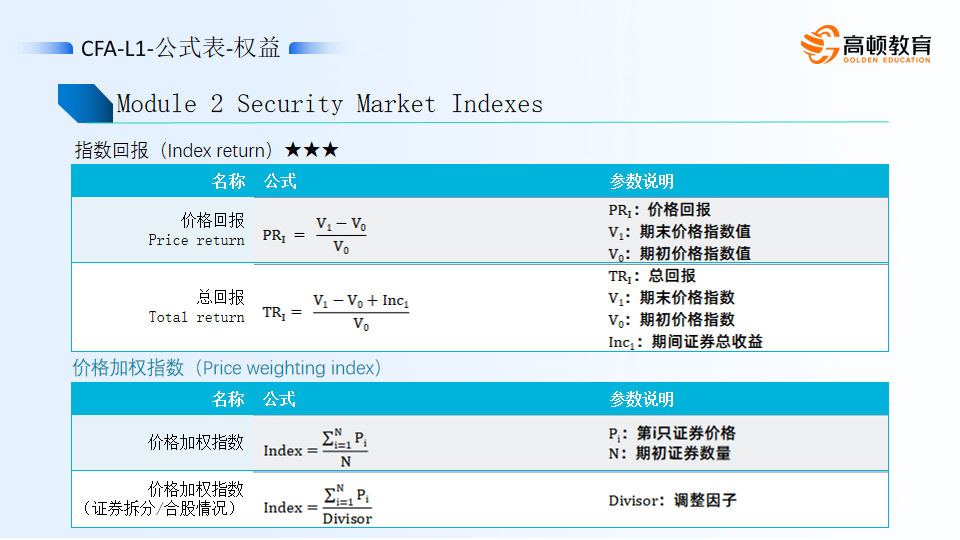 CFA-L1-公式表-权益
高顿教育
GOLDEN EDUCATION
Module 2 Security Market Indexes
指数回报（Index return）★★★
名称 公式 参数说明
价格回报
Price return
PR_I = (V_1 − V_0) / V_0
PR_I：价格回报
V_1：期末价格指数值
V_0：期初价格指数值
总回报
Total return
TR_I = (V_1 − V_0 + Inc_1) / V_0
TR_I：总回报
V_1：期末价格指数
V_0：期初价格指数
Inc_1：期间证券总收益
价格加权指数（Price weighting index）
名称 公式 参数说明
价格加权指数
Index = ∑_{i=1}^{N} P_i / N
P_i：第i只证券价格
N：期初证券数量
价格加权指数
（证券拆分/合股情况）
Index = ∑_{i=1}^{N} P_i / Divisor
Divisor：调整因子